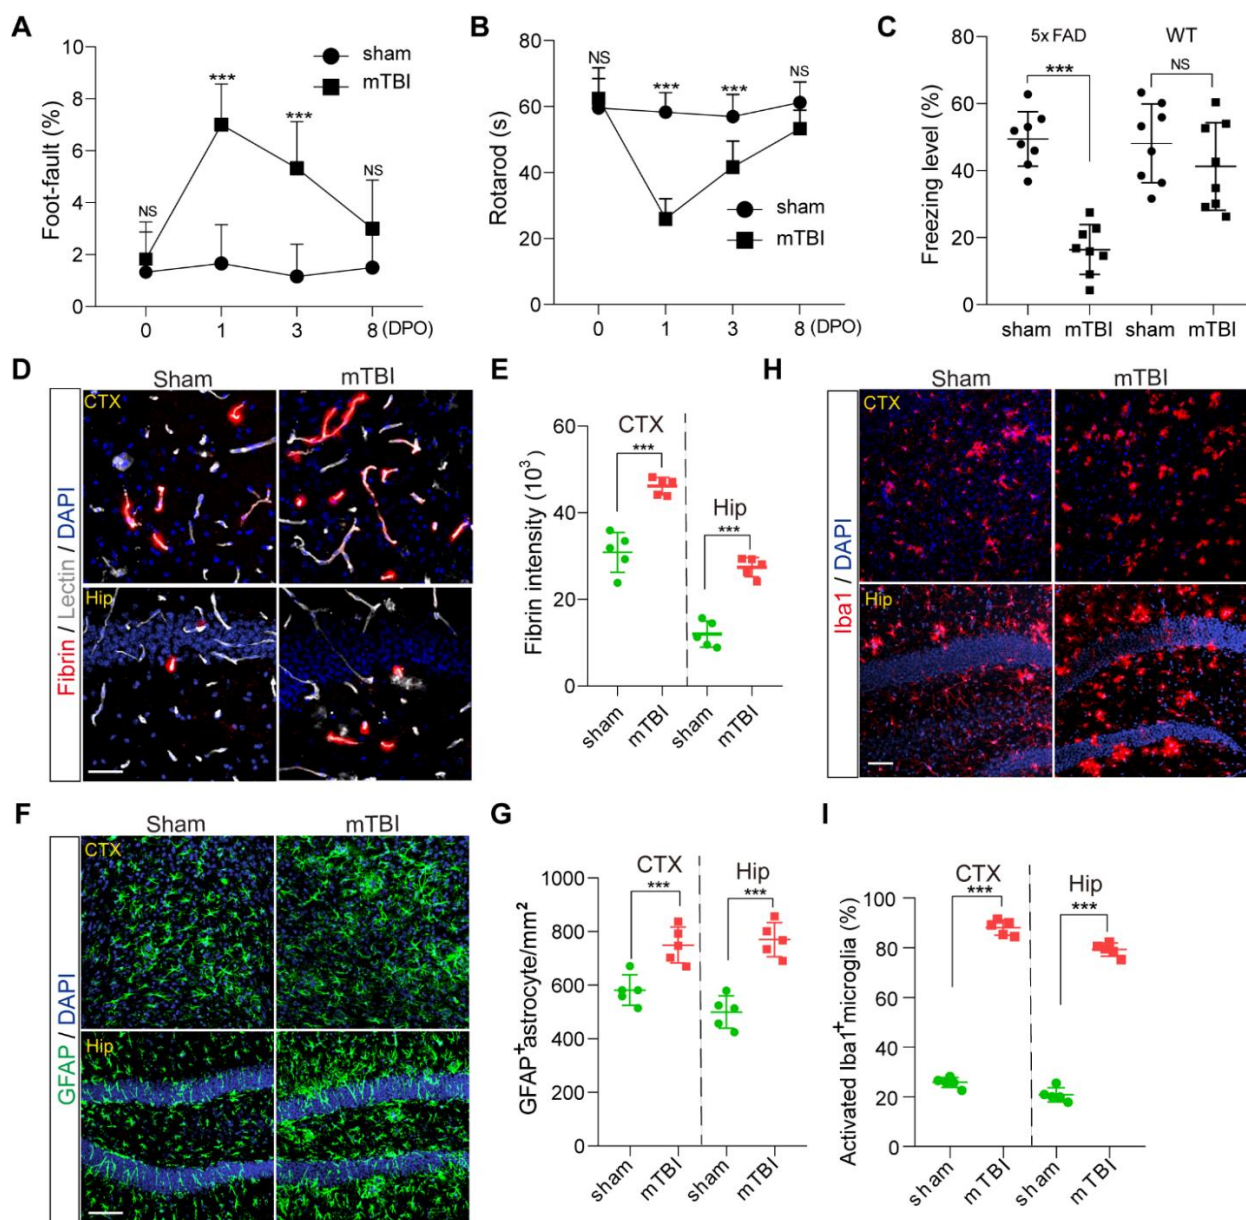 A
Foot-fault (%)
10
8
6
4
2
0
NS
***
***
NS
sham
mTBI
0 1 3 8 (DPO)
B
Rotarod (s)
80
60
40
20
0
NS
***
***
NS
sham
mTBI
0 1 3 8 (DPO)
C
Freezing level (%)
80
60
40
20
0
5x FAD WT
***
NS
sham mTBI sham mTBI
D
Sham mTBI
Fibrin / Lectin / DAPI
CTX
Hip
E
Fibrin intensity (10³)
60
40
20
0
CTX
***
Hip
***
sham mTBI sham mTBI
H
Sham mTBI
Iba1 / DAPI
CTX
Hip
F
Sham mTBI
GFAP / DAPI
CTX
Hip
G
GFAP⁺astrocyte/mm²
1000
800
600
400
200
0
CTX
***
Hip
***
sham mTBI sham mTBI
I
Activated Iba1⁺microglia (%)
100
80
60
40
20
0
CTX
***
Hip
***
sham mTBI sham mTBI